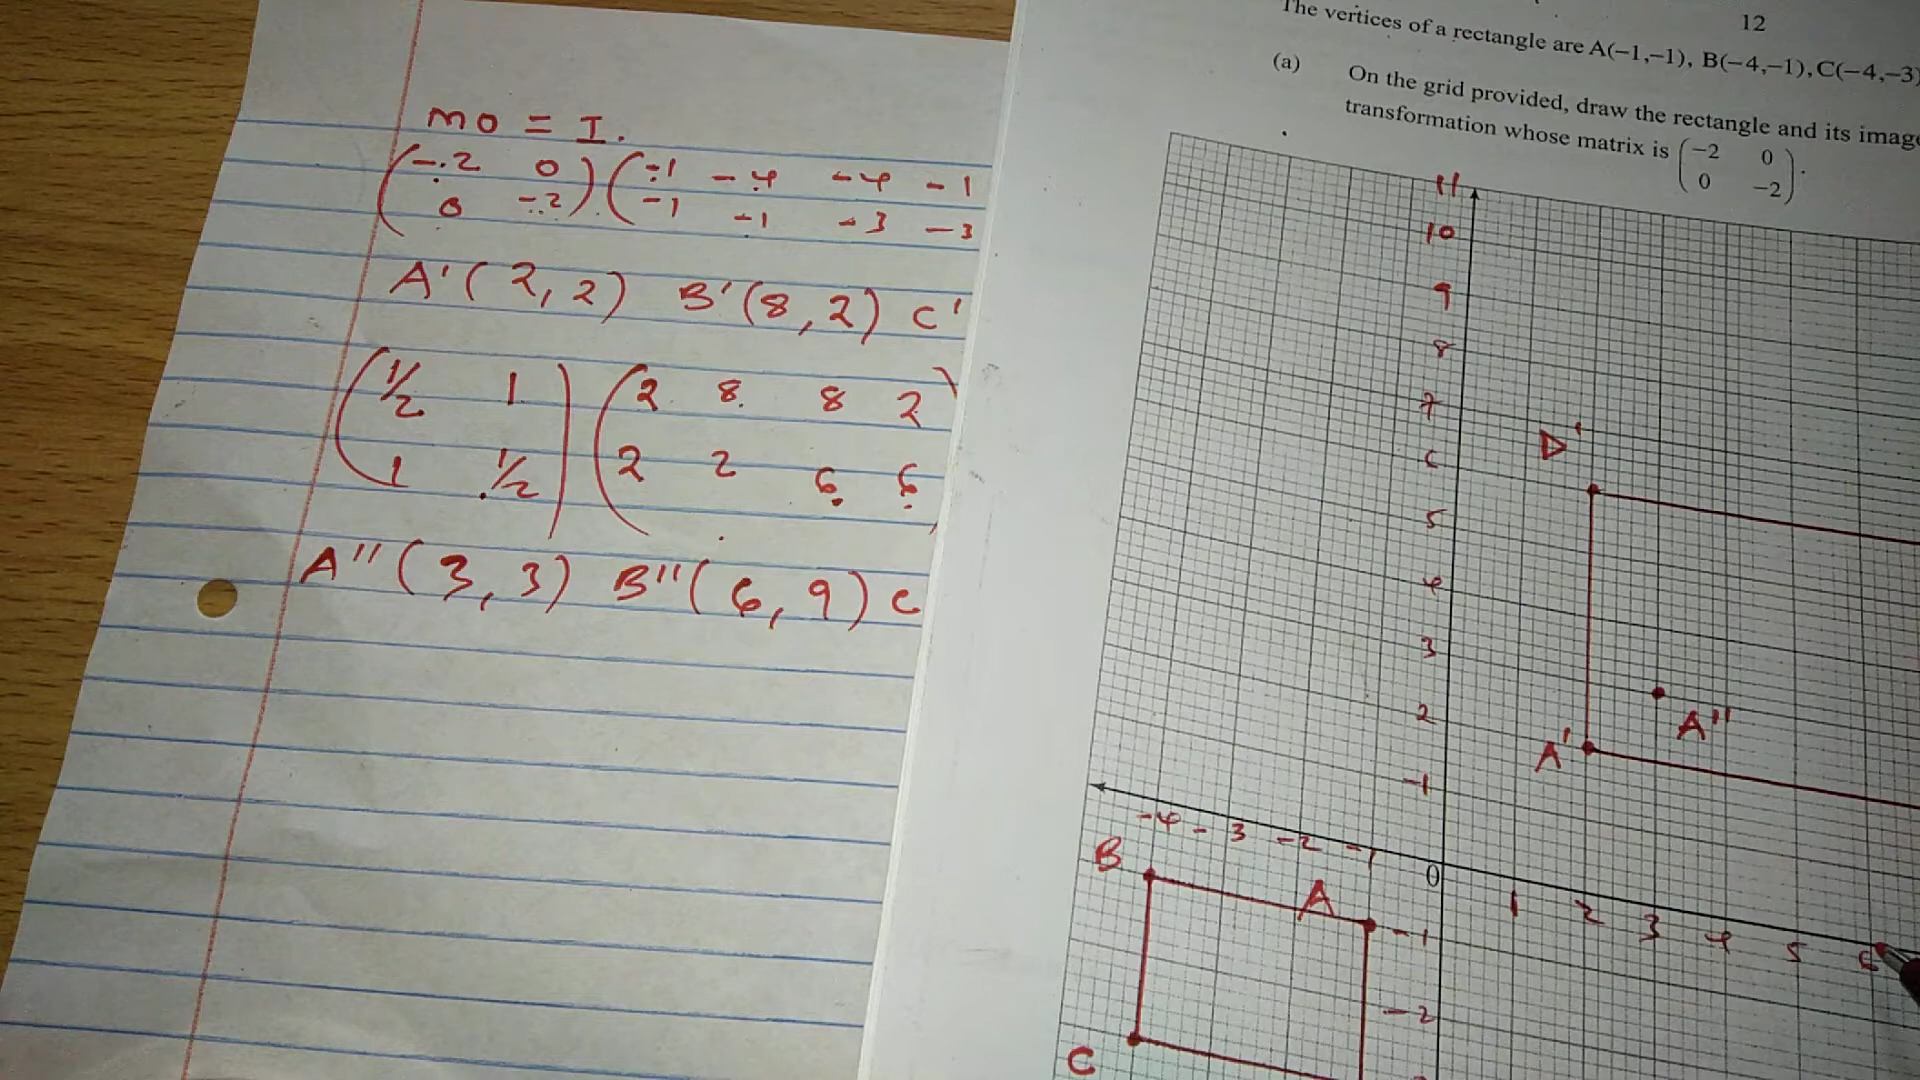 mo = I.
(-2 0) (-1 -4 -4 -1
0 -2) (-1 -1 -3 -3
A'(2,2) B'(8,2) C'
(1/2 1) (2 8 8 2)
1 1/2) (2 2 6 6
A''(3,3) B''(6,9) C
12
The vertices of a rectangle are A(−1,−1), B(−4,−1), C(−4,−3)
(a) On the grid provided, draw the rectangle and its image
transformation whose matrix is (−2 0
0 −2).
11
10
9
8
7
D'
6
5
4
3
2
A''
A'
-1
-4 -3 -2 -1
B
0
A
1 2 3 4 5 6
-1
-2
C